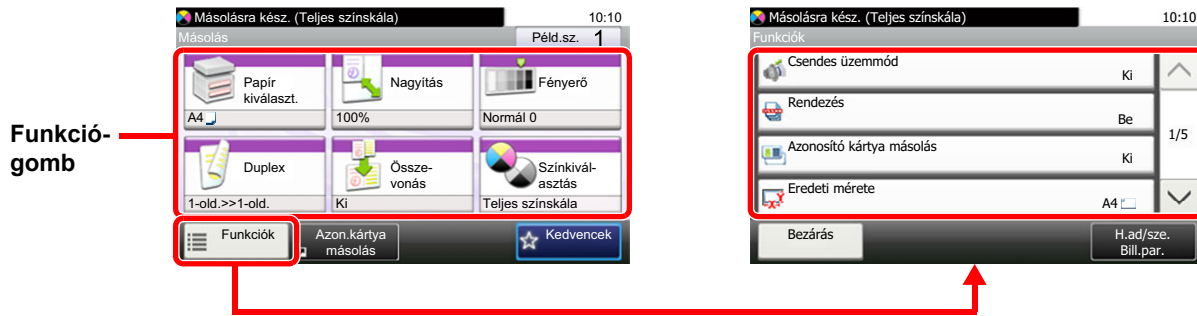 Funkció-
gomb
Másolásra kész. (Teljes színskála)
10:10
Másolás
Péld.sz. 1
Papír
kiválaszt.
A4
Nagyítás
100%
Fényerő
Normál 0
Duplex
1-old.>>1-old.
Össze-
vonás
Ki
Színkivál-
asztás
Teljes színskála
Funkciók
Azon.kártya
másolás
Kedvencek
Másolásra kész. (Teljes színskála)
10:10
Funkciók
Csendes üzemmód
Ki
Rendezés
Be
1/5
Azonosító kártya másolás
Ki
Eredeti mérete
A4
Bezárás
H.ad/sze.
Bill.par.